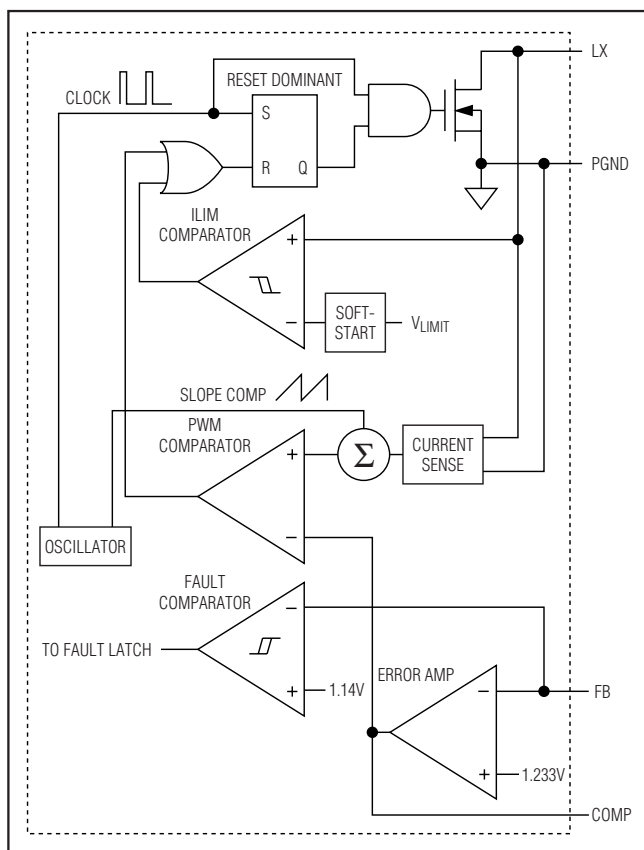 LX
RESET DOMINANT
CLOCK
S
R
Q
PGND
ILIM
COMPARATOR
+
−
SOFT-
START
VLIMIT
SLOPE COMP
PWM
COMPARATOR
+
−
Σ
CURRENT
SENSE
OSCILLATOR
FAULT
COMPARATOR
−
+
TO FAULT LATCH
1.14V
ERROR AMP
−
+
FB
1.233V
COMP